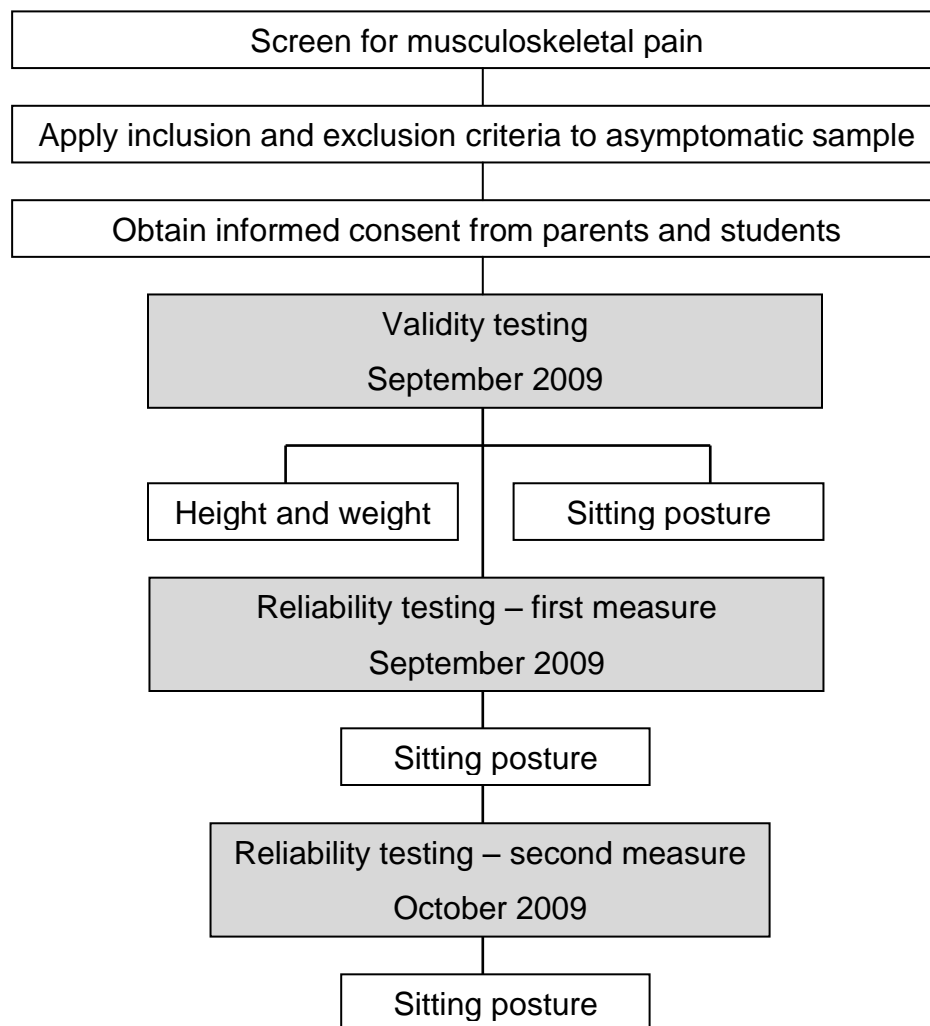 Screen for musculoskeletal pain
Apply inclusion and exclusion criteria to asymptomatic sample
Obtain informed consent from parents and students
Validity testing
September 2009
Height and weight
Sitting posture
Reliability testing – first measure
September 2009
Sitting posture
Reliability testing – second measure
October 2009
Sitting posture